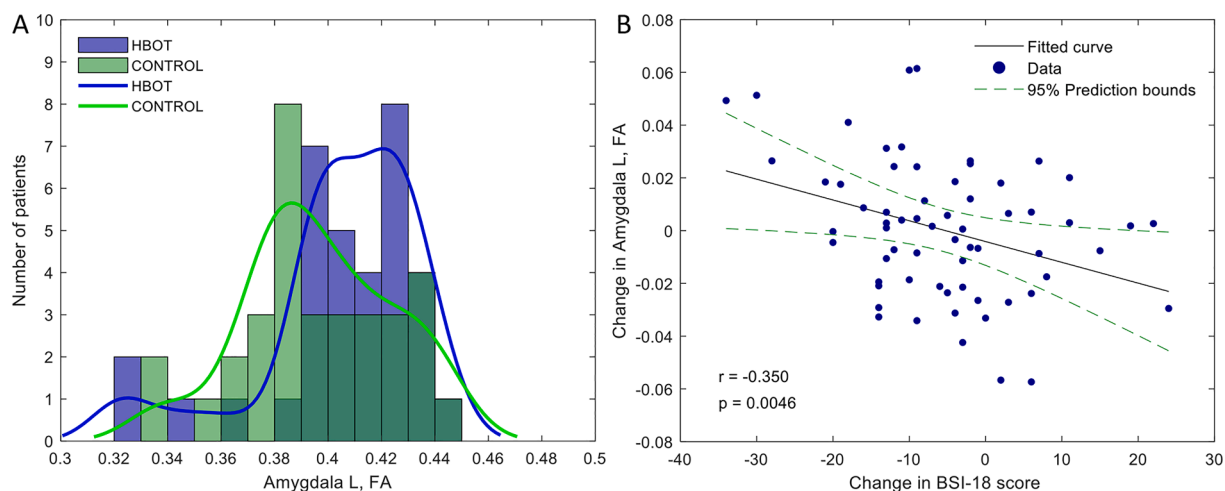 A
HBOT
CONTROL
HBOT
CONTROL
Number of patients
10
9
8
7
6
5
4
3
2
1
0
0.3
0.32
0.34
0.36
0.38
0.4
0.42
0.44
0.46
0.48
0.5
Amygdala L, FA
B
Fitted curve
Data
95% Prediction bounds
Change in Amygdala L, FA
0.08
0.06
0.04
0.02
0
-0.02
-0.04
-0.06
-0.08
r = -0.350
p = 0.0046
-40
-30
-20
-10
0
10
20
30
Change in BSI-18 score